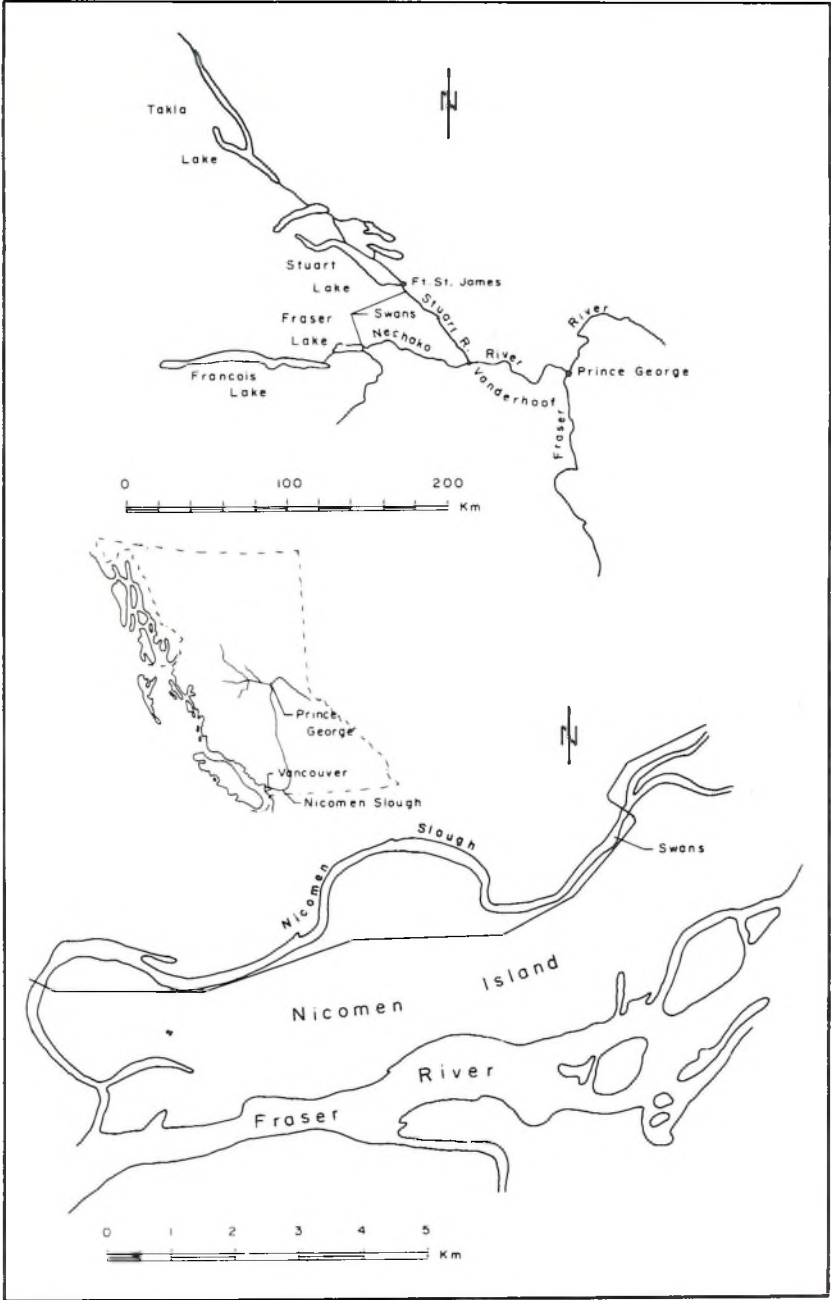 N
Takla
Lake
Stuart
Lake
Ft. St. James
Fraser
Lake
Swans
Stuart R.
Nechako
River
River
Vanderhoof
Prince George
Francois
Lake
Fraser
0 100 200
Km
Prince
George
Vancouver
Nicomen Slough
N
Nicomen
Slough
Swans
Nicomen
Island
Fraser
River
0 1 2 3 4 5
Km